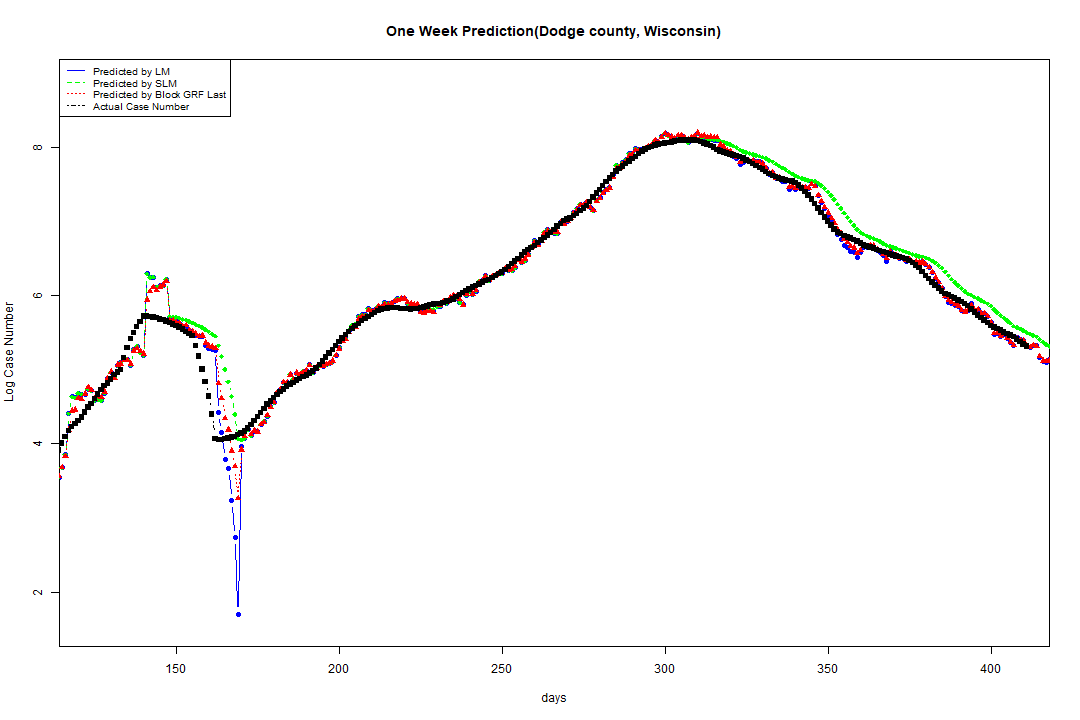 One Week Prediction(Dodge county, Wisconsin)
Predicted by LM
Predicted by SLM
Predicted by Block GRF Last
Actual Case Number
8
6
4
2
Log Case Number
150 200 250 300 350 400
days